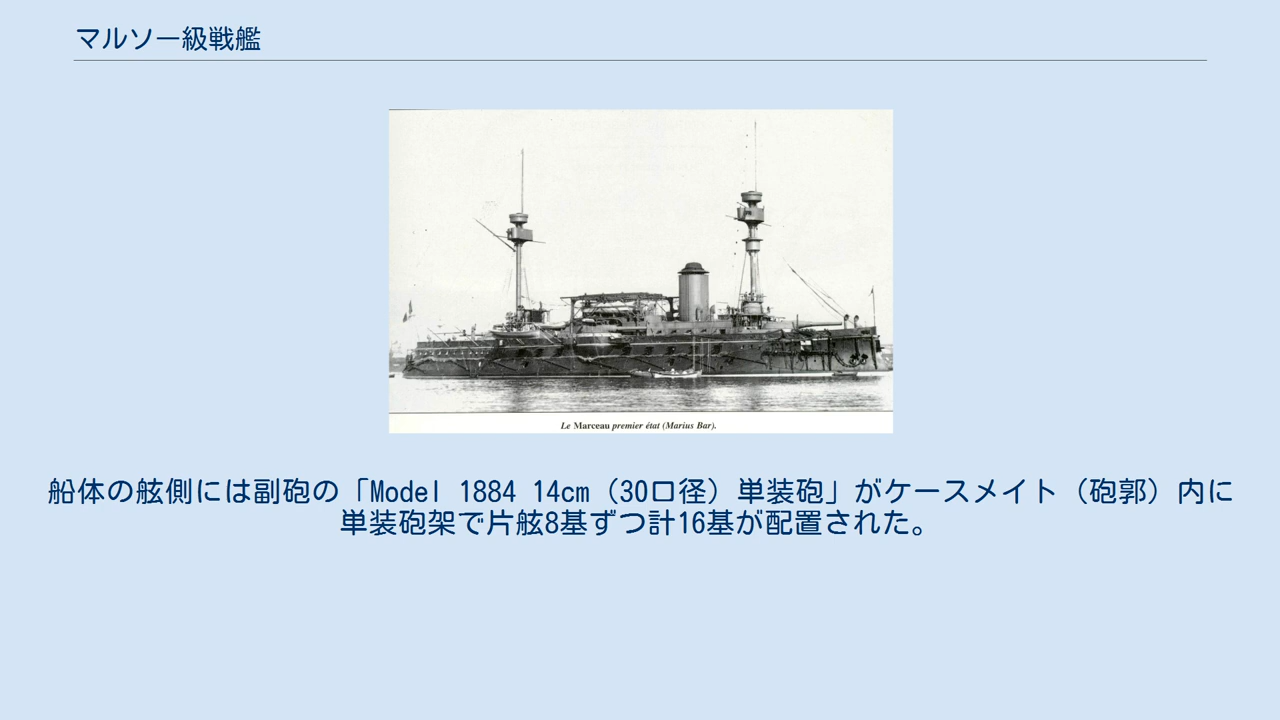 マルソー級戦艦
Le Marceau premier état (Marius Bar).
船体の舷側には副砲の「Model 1884 14cm（30口径）単装砲」がケースメイト（砲郭）内に
単装砲架で片舷8基ずつ計16基が配置された。